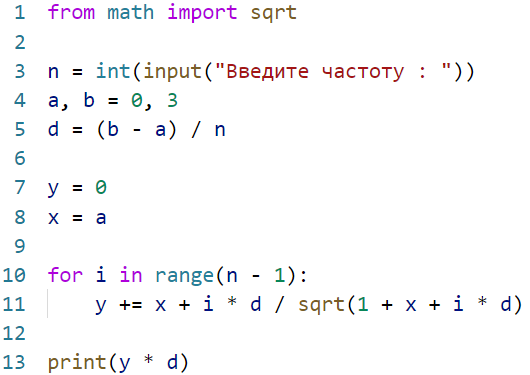 1 from math import sqrt
2
3 n = int(input("Введите частоту : "))
4 a, b = 0, 3
5 d = (b - a) / n
6
7 y = 0
8 x = a
9
10 for i in range(n - 1):
11     y += x + i * d / sqrt(1 + x + i * d)
12
13 print(y * d)